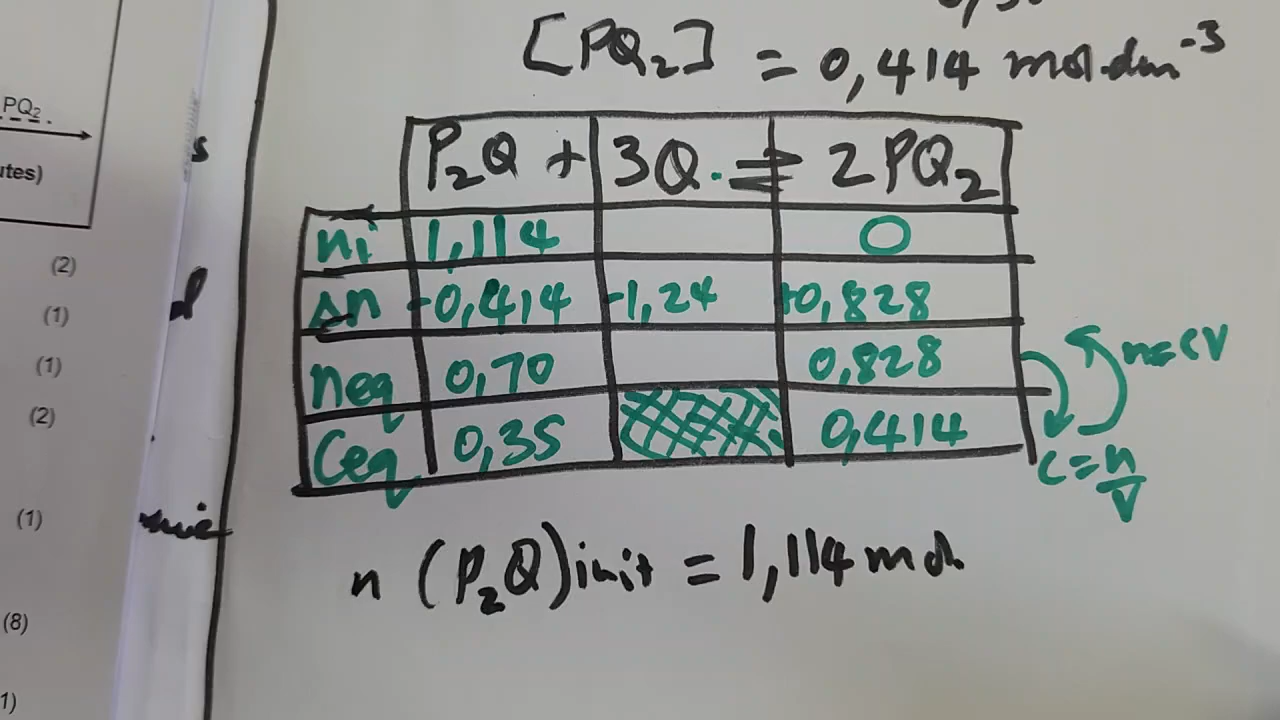 [PQ₂] = 0,414 mol.dm⁻³
PQ₂
P₂Q + 3Q ⇌ 2PQ₂
utes)
ni 1,114 0
(2)
Δn -0,414 -1,24 +0,828
(1)
neq 0,70 0,828 n=cV
(1)
(2)
Ceq 0,35 0,414
c=n/V
(1)
n (P₂Q)init = 1,114 mol
(8)
1)